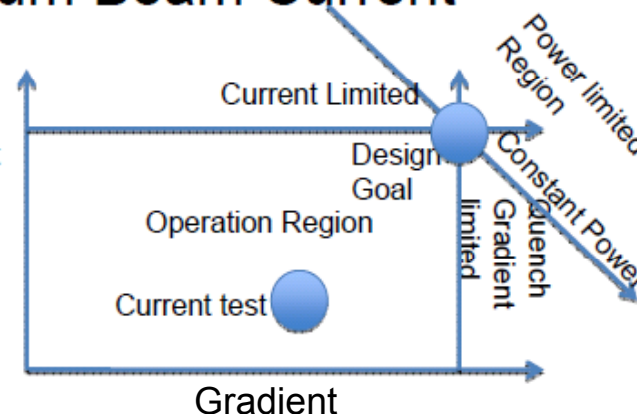 um Beam Current
Power limited
Region
Current Limited
Design
Goal
Constant Power
Quench
Gradient
limited
Operation Region
Current test
Gradient